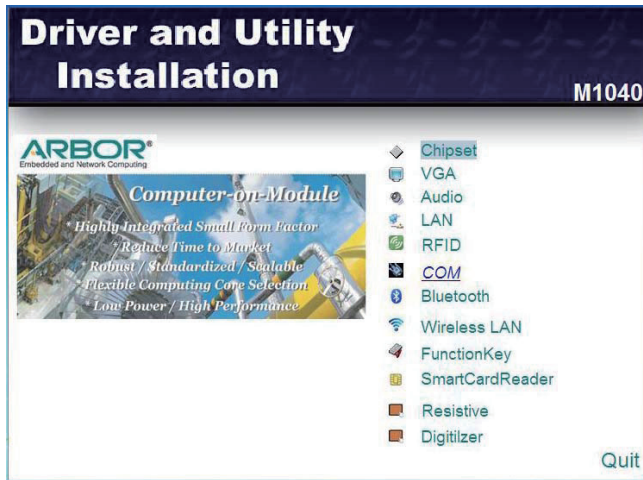 Driver and Utility
Installation
M1040
ARBOR®
Embedded and Network Computing
Computer-on-Module
* Highly Integrated Small Form Factor
* Reduce Time to Market
* Robust / Standardized / Scalable
* Flexible Computing Core Selection
* Low Power / High Performance
Chipset
VGA
Audio
LAN
RFID
COM
Bluetooth
Wireless LAN
FunctionKey
SmartCardReader
Resistive
Digitilzer
Quit